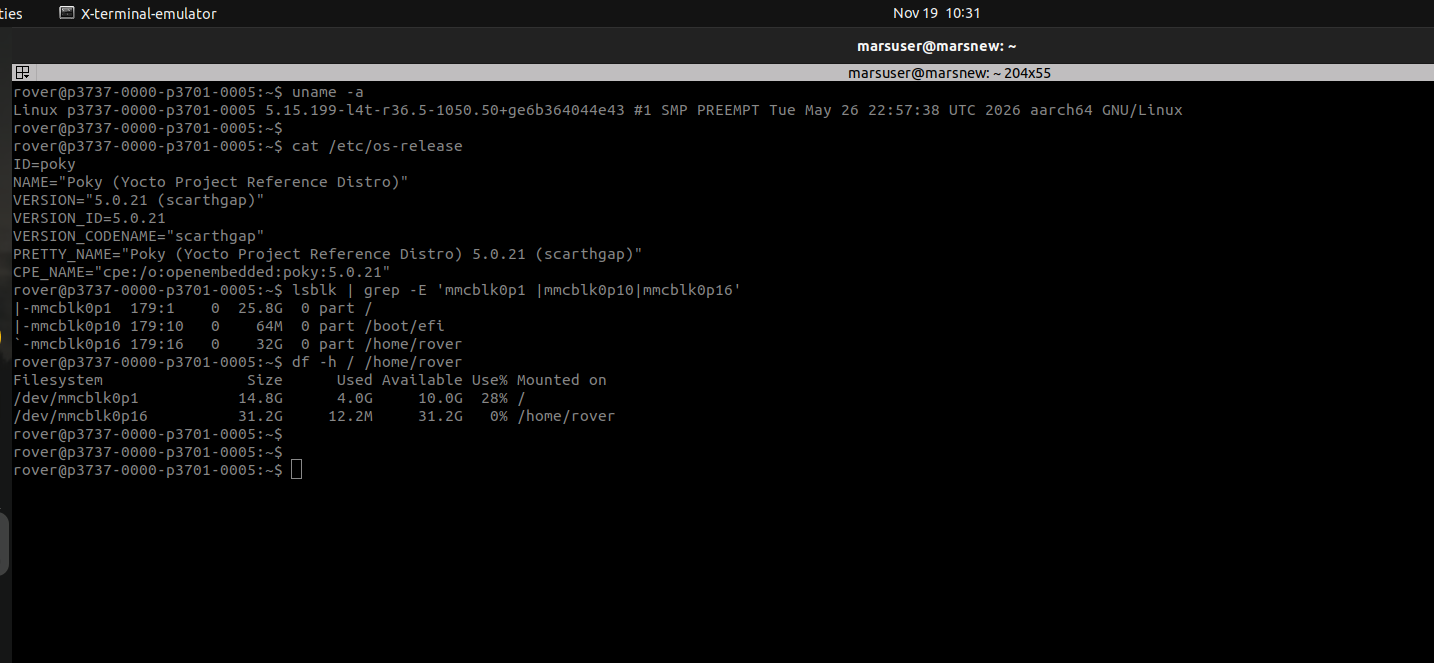 ties X-terminal-emulator Nov 19 10:31
marsuser@marsnew: ~
marsuser@marsnew: ~ 204x55
rover@p3737-0000-p3701-0005:~$ uname -a
Linux p3737-0000-p3701-0005 5.15.199-l4t-r36.5-1050.50+ge6b364044e43 #1 SMP PREEMPT Tue May 26 22:57:38 UTC 2026 aarch64 GNU/Linux
rover@p3737-0000-p3701-0005:~$
rover@p3737-0000-p3701-0005:~$ cat /etc/os-release
ID=poky
NAME="Poky (Yocto Project Reference Distro)"
VERSION="5.0.21 (scarthgap)"
VERSION_ID=5.0.21
VERSION_CODENAME="scarthgap"
PRETTY_NAME="Poky (Yocto Project Reference Distro) 5.0.21 (scarthgap)"
CPE_NAME="cpe:/o:openembedded:poky:5.0.21"
rover@p3737-0000-p3701-0005:~$ lsblk | grep -E 'mmcblk0p1 |mmcblk0p10|mmcblk0p16'
|-mmcblk0p1  179:1    0  25.8G  0 part /
|-mmcblk0p10 179:10   0    64M  0 part /boot/efi
`-mmcblk0p16 179:16   0    32G  0 part /home/rover
rover@p3737-0000-p3701-0005:~$ df -h / /home/rover
Filesystem                Size      Used Available Use% Mounted on
/dev/mmcblk0p1           14.8G      4.0G     10.0G  28% /
/dev/mmcblk0p16          31.2G     12.2M     31.2G   0% /home/rover
rover@p3737-0000-p3701-0005:~$
rover@p3737-0000-p3701-0005:~$
rover@p3737-0000-p3701-0005:~$